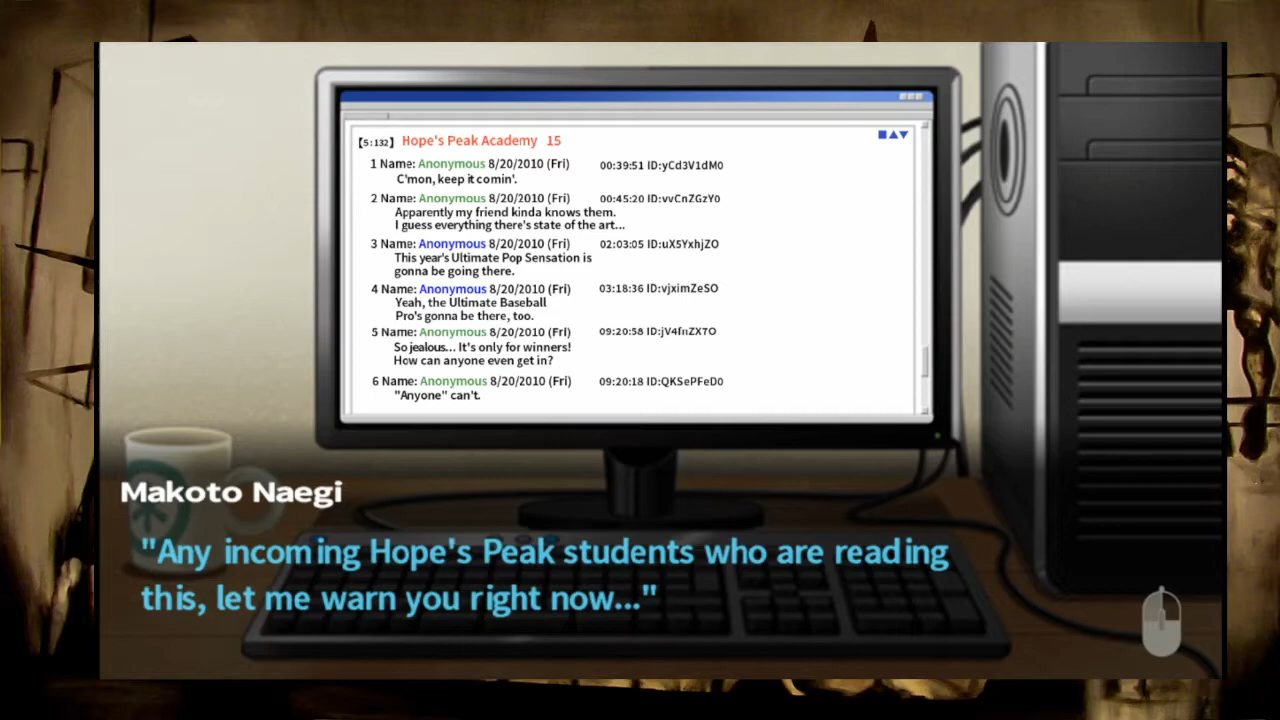 【5:132】 Hope's Peak Academy 15 ■▲▼
1 Name: Anonymous 8/20/2010 (Fri) 00:39:51 ID:yCd3V1dM0
C'mon, keep it comin'.
2 Name: Anonymous 8/20/2010 (Fri) 00:45:20 ID:vvCnZGzY0
Apparently my friend kinda knows them.
I guess everything there's state of the art...
3 Name: Anonymous 8/20/2010 (Fri) 02:03:05 ID:uX5YxhjZO
This year's Ultimate Pop Sensation is
gonna be going there.
4 Name: Anonymous 8/20/2010 (Fri) 03:18:36 ID:vjximZeSO
Yeah, the Ultimate Baseball
Pro's gonna be there, too.
5 Name: Anonymous 8/20/2010 (Fri) 09:20:58 ID:jV4fnZX7O
So jealous... It's only for winners!
How can anyone even get in?
6 Name: Anonymous 8/20/2010 (Fri) 09:20:18 ID:QKSePFeD0
"Anyone" can't.
Makoto Naegi
"Any incoming Hope's Peak students who are reading
this, let me warn you right now..."